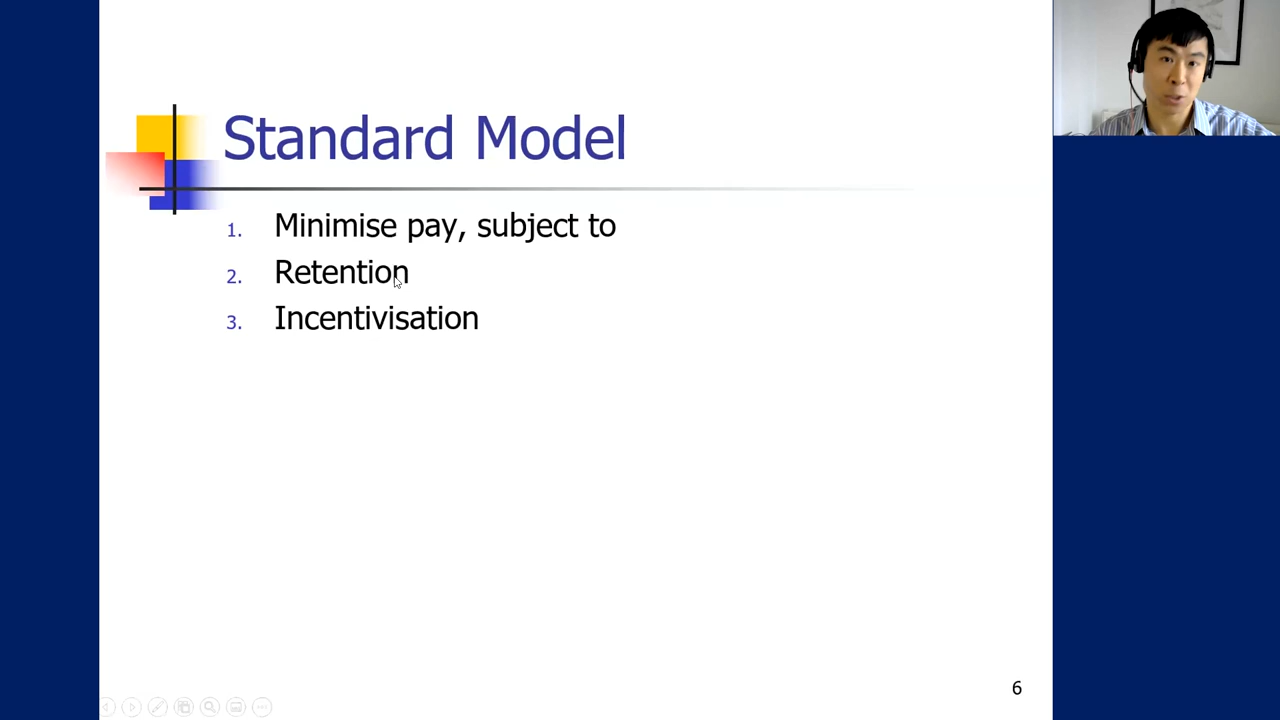 Standard Model
1. Minimise pay, subject to
2. Retention
3. Incentivisation
6